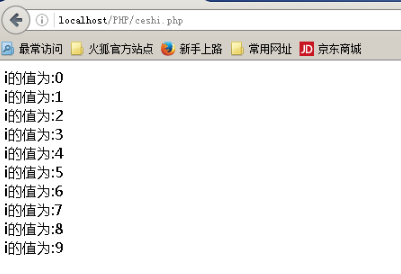 localhost/PHP/ceshi.php
最常访问 火狐官方站点 新手上路 常用网址 JD 京东商城
i的值为:0
i的值为:1
i的值为:2
i的值为:3
i的值为:4
i的值为:5
i的值为:6
i的值为:7
i的值为:8
i的值为:9